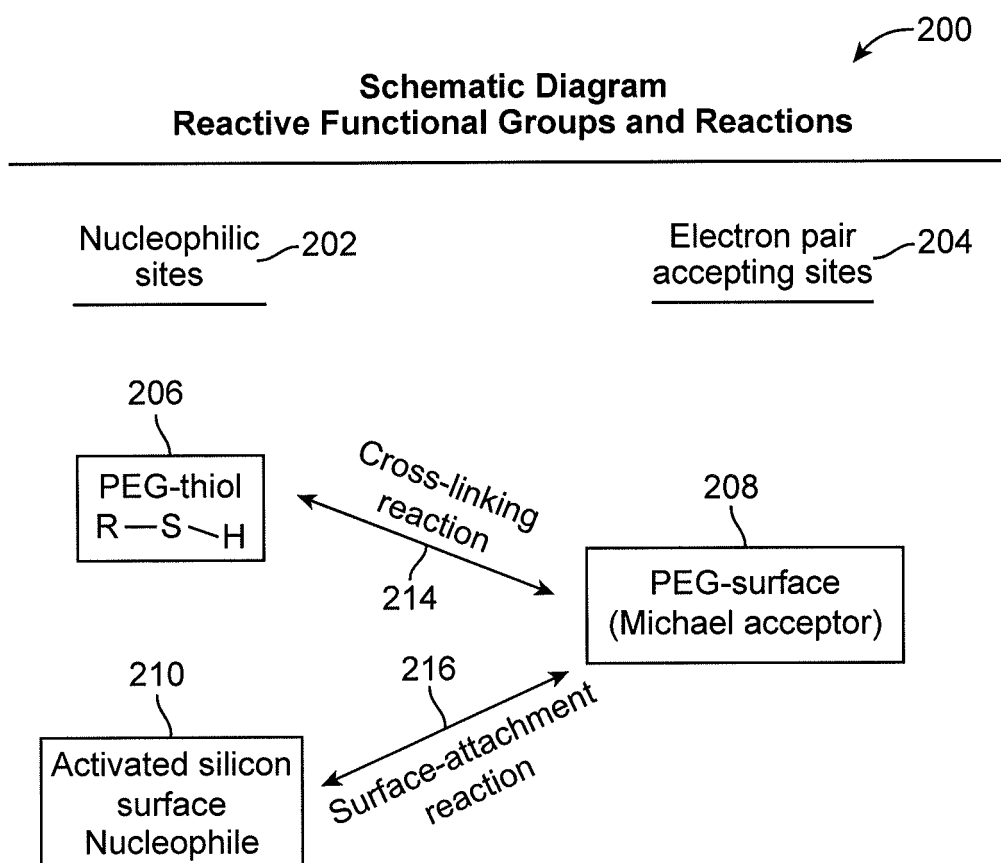 200
Schematic Diagram
Reactive Functional Groups and Reactions
Nucleophilic
sites
202
Electron pair
accepting sites
204
206
PEG-thiol
R—S—H
Cross-linking
reaction
214
208
PEG-surface
(Michael acceptor)
210
Activated silicon
surface
Nucleophile
216
Surface-attachment
reaction